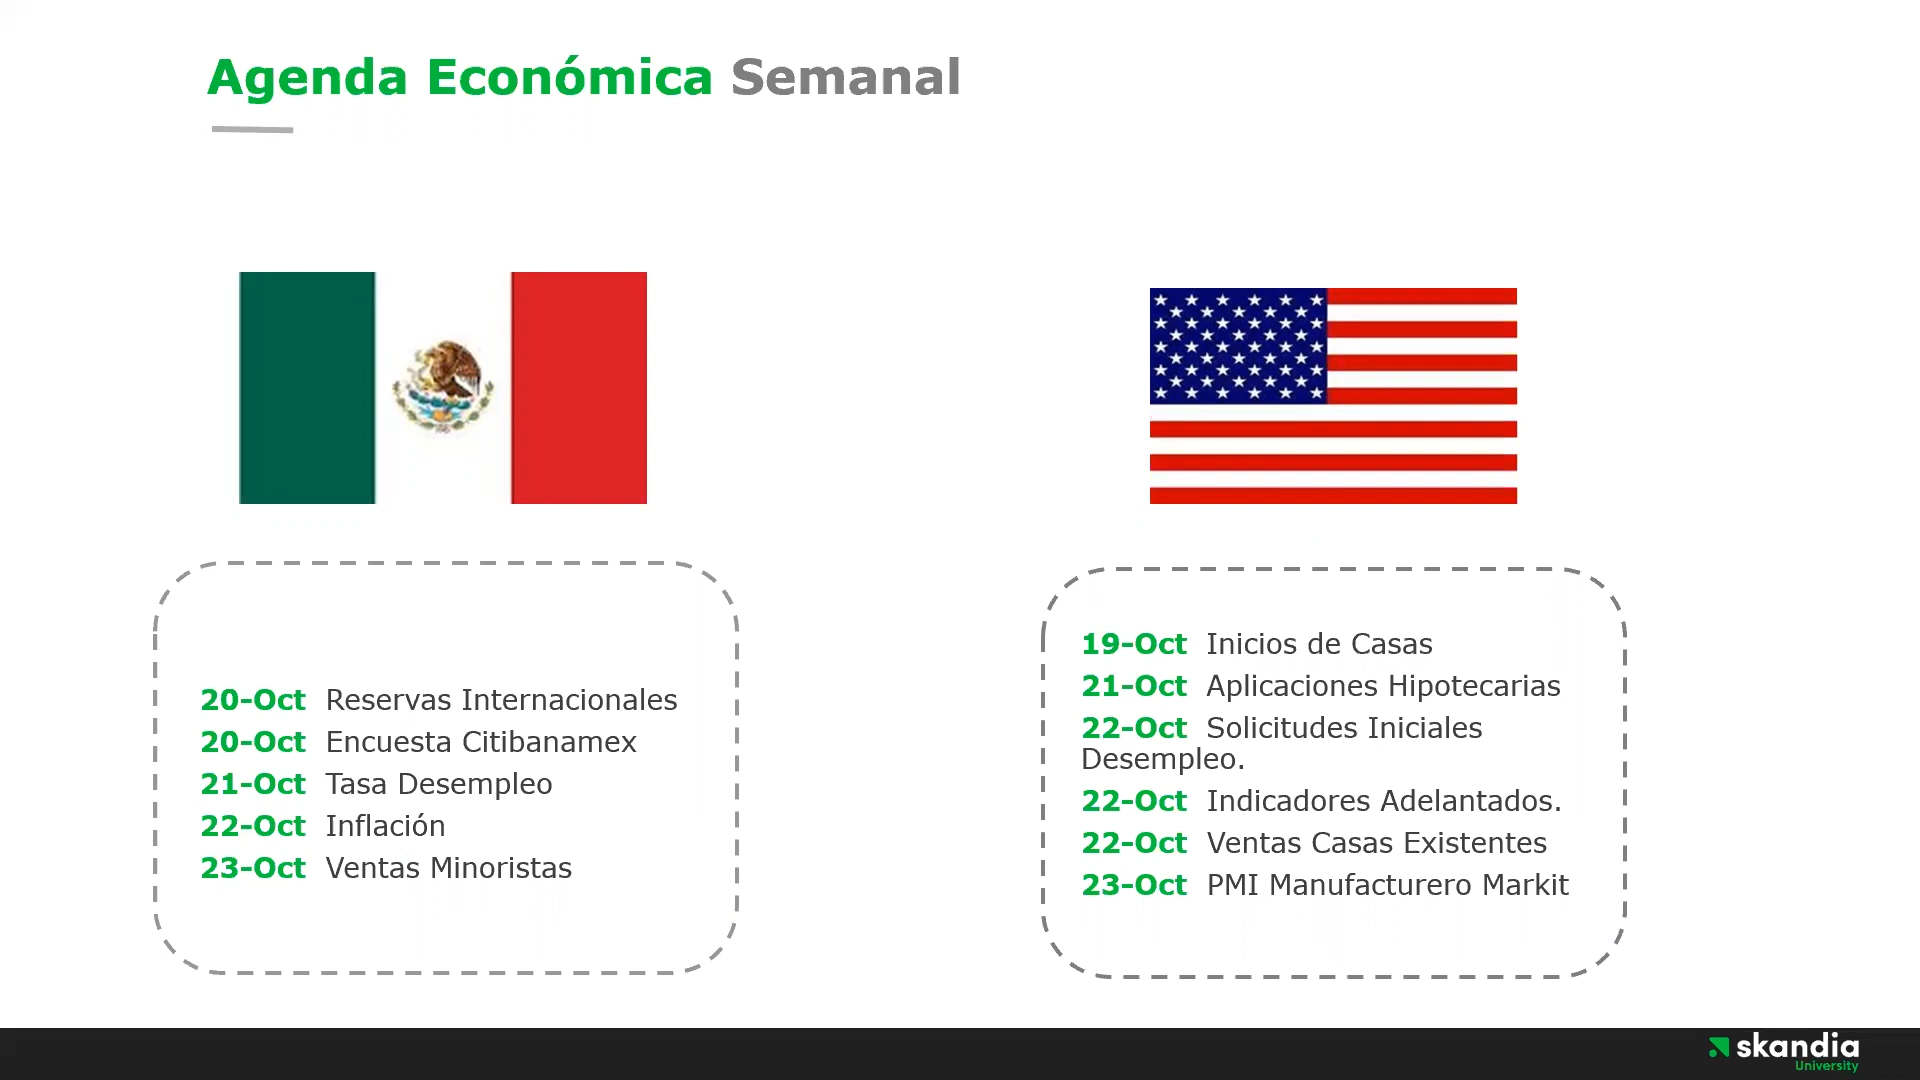 Agenda Económica Semanal
20-Oct Reservas Internacionales
20-Oct Encuesta Citibanamex
21-Oct Tasa Desempleo
22-Oct Inflación
23-Oct Ventas Minoristas
19-Oct Inicios de Casas
21-Oct Aplicaciones Hipotecarias
22-Oct Solicitudes Iniciales
Desempleo.
22-Oct Indicadores Adelantados.
22-Oct Ventas Casas Existentes
23-Oct PMI Manufacturero Markit
skandia
University